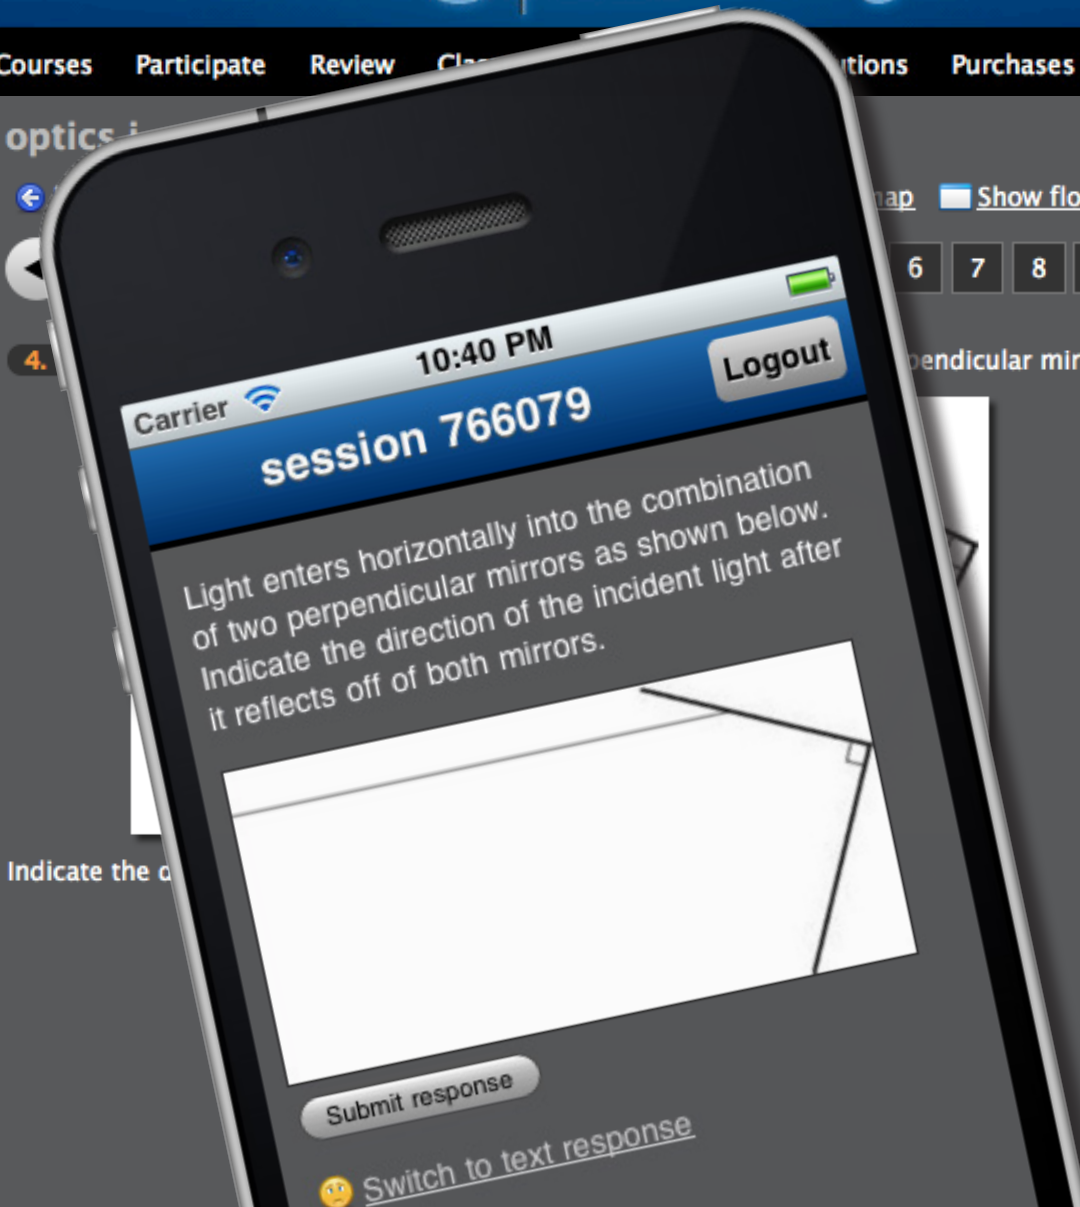 Courses Participate Review Purchases
optics
map Show flo
6 7 8
4.
pendicular mir
Carrier 10:40 PM
session 766079 Logout
Light enters horizontally into the combination
of two perpendicular mirrors as shown below.
Indicate the direction of the incident light after
it reflects off of both mirrors.
Indicate the d
Submit response
Switch to text response